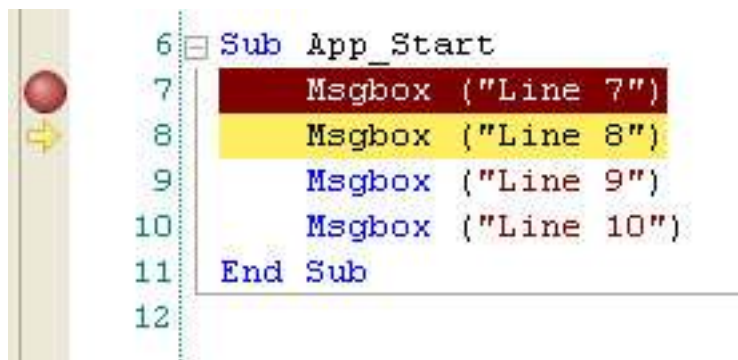 6 Sub App_Start
7 Msgbox ("Line 7")
8 Msgbox ("Line 8")
9 Msgbox ("Line 9")
10 Msgbox ("Line 10")
11 End Sub
12